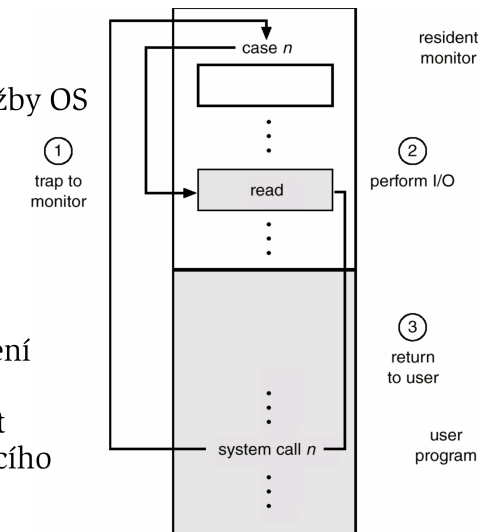 case n
resident
monitor
žby OS
1
trap to
monitor
read
2
perform I/O
3
return
to user
ení
t
cího
system call n
user
program